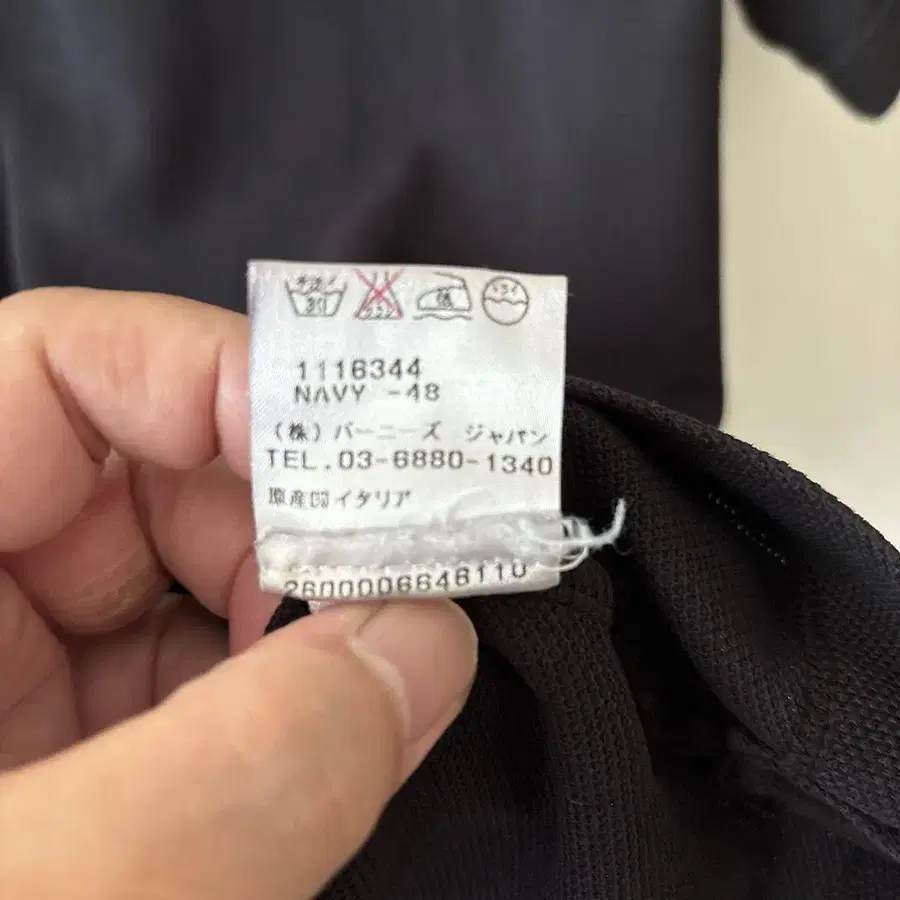 1116344
NAVY -48
(株) バーニーズ ジャパン
TEL.03-6880-1340
原産国イタリア
2600006646110